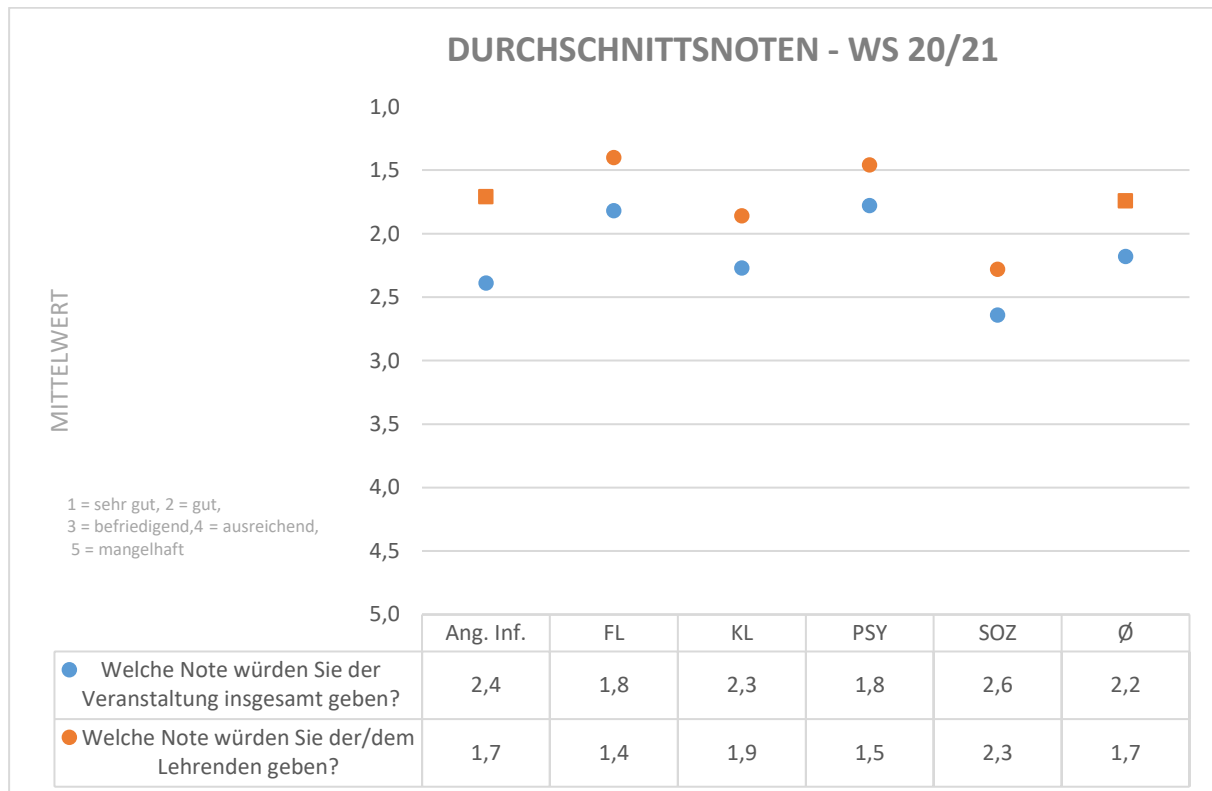 DURCHSCHNITTSNOTEN - WS 20/21
1,0
1,5
2,0
2,5
3,0
3,5
4,0
4,5
5,0
MITTELWERT
1 = sehr gut, 2 = gut,
3 = befriedigend,4 = ausreichend,
5 = mangelhaft
Ang. Inf. FL KL PSY SOZ Ø
Welche Note würden Sie der
Veranstaltung insgesamt geben?
2,4 1,8 2,3 1,8 2,6 2,2
Welche Note würden Sie der/dem
Lehrenden geben?
1,7 1,4 1,9 1,5 2,3 1,7